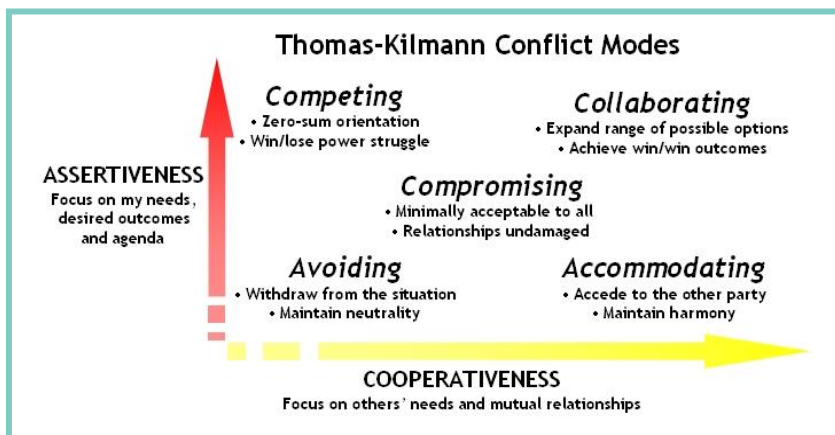 Thomas-Kilmann Conflict Modes
Competing
• Zero-sum orientation
• Win/lose power struggle
Collaborating
• Expand range of possible options
• Achieve win/win outcomes
ASSERTIVENESS
Focus on my needs,
desired outcomes
and agenda
Compromising
• Minimally acceptable to all
• Relationships undamaged
Avoiding
• Withdraw from the situation
• Maintain neutrality
Accommodating
• Accede to the other party
• Maintain harmony
COOPERATIVENESS
Focus on others' needs and mutual relationships